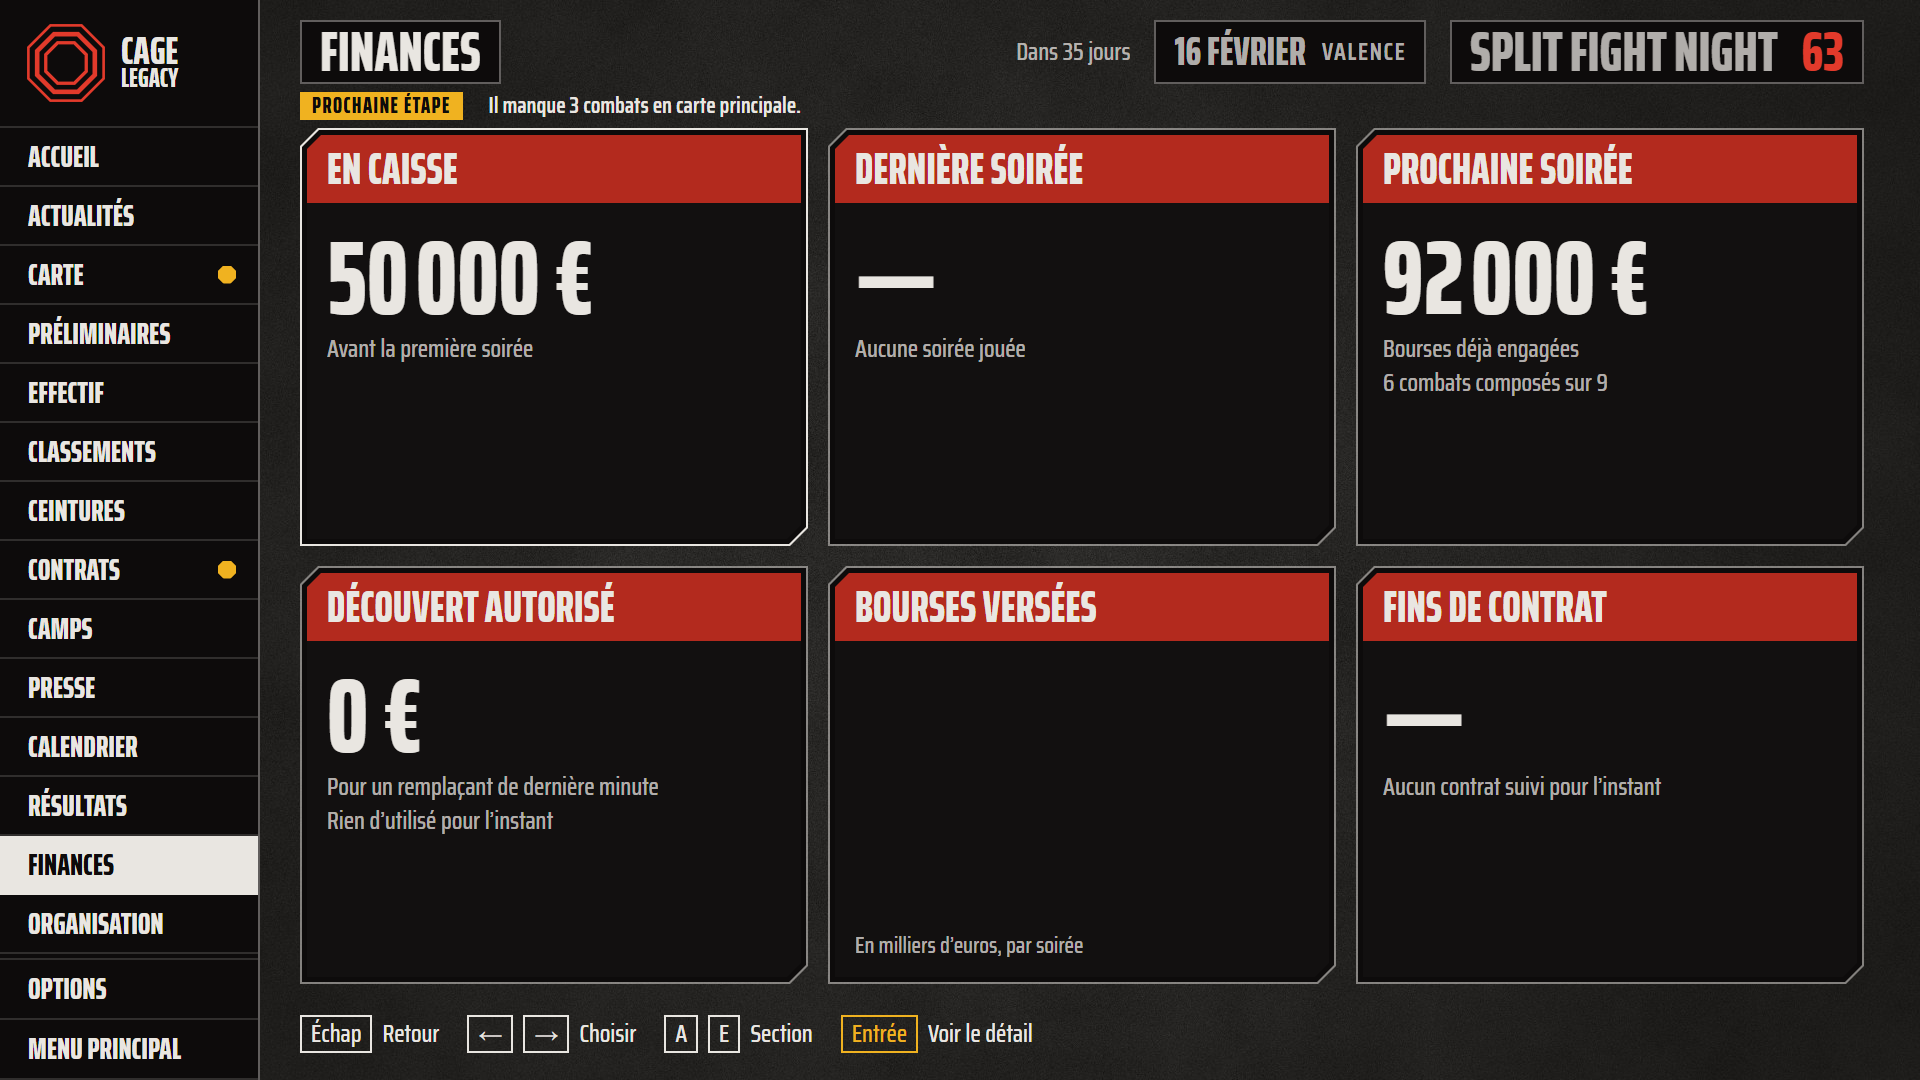 CAGE
LEGACY
ACCUEIL
ACTUALITÉS
CARTE
PRÉLIMINAIRES
EFFECTIF
CLASSEMENTS
CEINTURES
CONTRATS
CAMPS
PRESSE
CALENDRIER
RÉSULTATS
FINANCES
ORGANISATION
OPTIONS
MENU PRINCIPAL
FINANCES
Dans 35 jours
16 FÉVRIER VALENCE
SPLIT FIGHT NIGHT 63
PROCHAINE ÉTAPE Il manque 3 combats en carte principale.
EN CAISSE
50 000 €
Avant la première soirée
DERNIÈRE SOIRÉE
—
Aucune soirée jouée
PROCHAINE SOIRÉE
92 000 €
Bourses déjà engagées
6 combats composés sur 9
DÉCOUVERT AUTORISÉ
0 €
Pour un remplaçant de dernière minute
Rien d’utilisé pour l’instant
BOURSES VERSÉES
En milliers d’euros, par soirée
FINS DE CONTRAT
—
Aucun contrat suivi pour l’instant
Échap Retour ← → Choisir A E Section Entrée Voir le détail